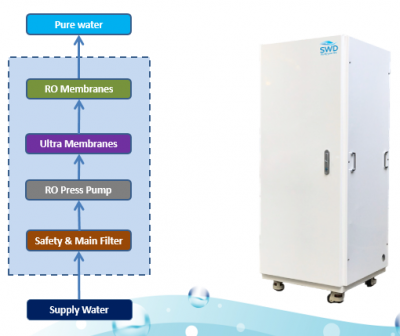 Pure water
SWD
RO Membranes
Ultra Membranes
RO Press Pump
Safety & Main Filter
Supply Water